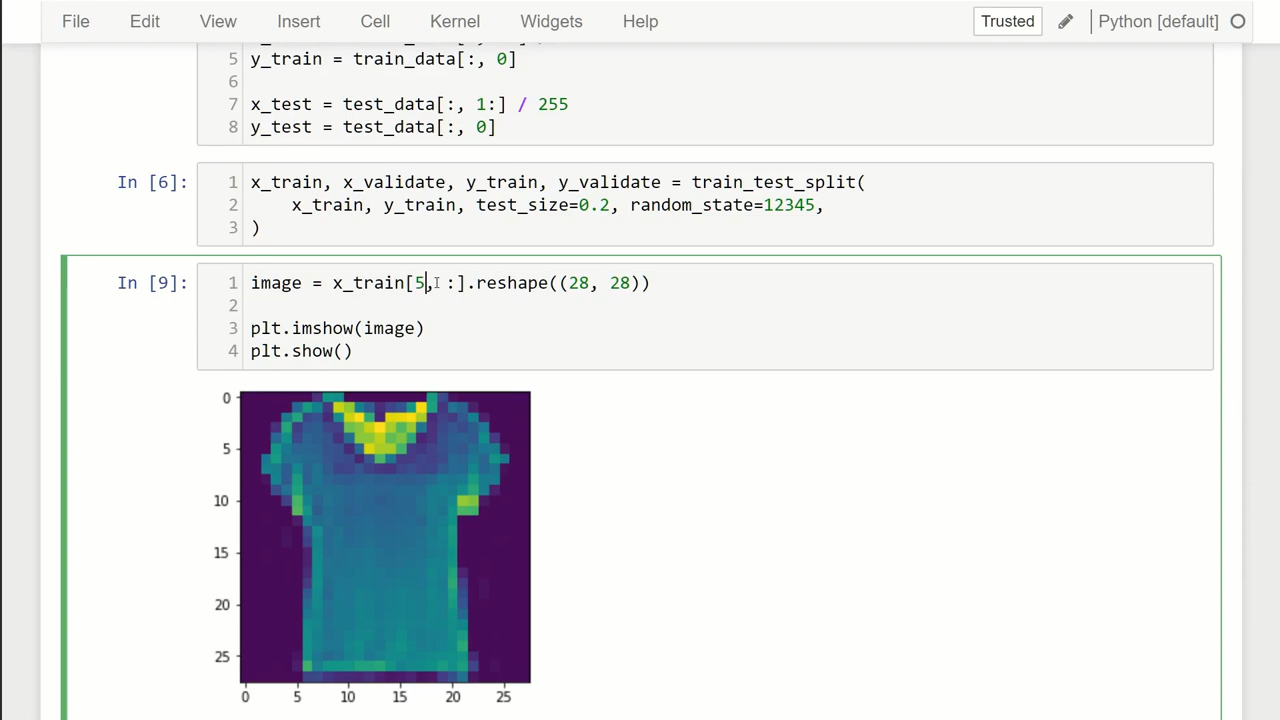 File Edit View Insert Cell Kernel Widgets Help Trusted Python [default]
5 y_train = train_data[:, 0]
6
7 x_test = test_data[:, 1:] / 255
8 y_test = test_data[:, 0]
In [6]: 1 x_train, x_validate, y_train, y_validate = train_test_split(
2 x_train, y_train, test_size=0.2, random_state=12345,
3 )
In [9]: 1 image = x_train[5, :].reshape((28, 28))
2
3 plt.imshow(image)
4 plt.show()
0
5
10
15
20
25
0 5 10 15 20 25